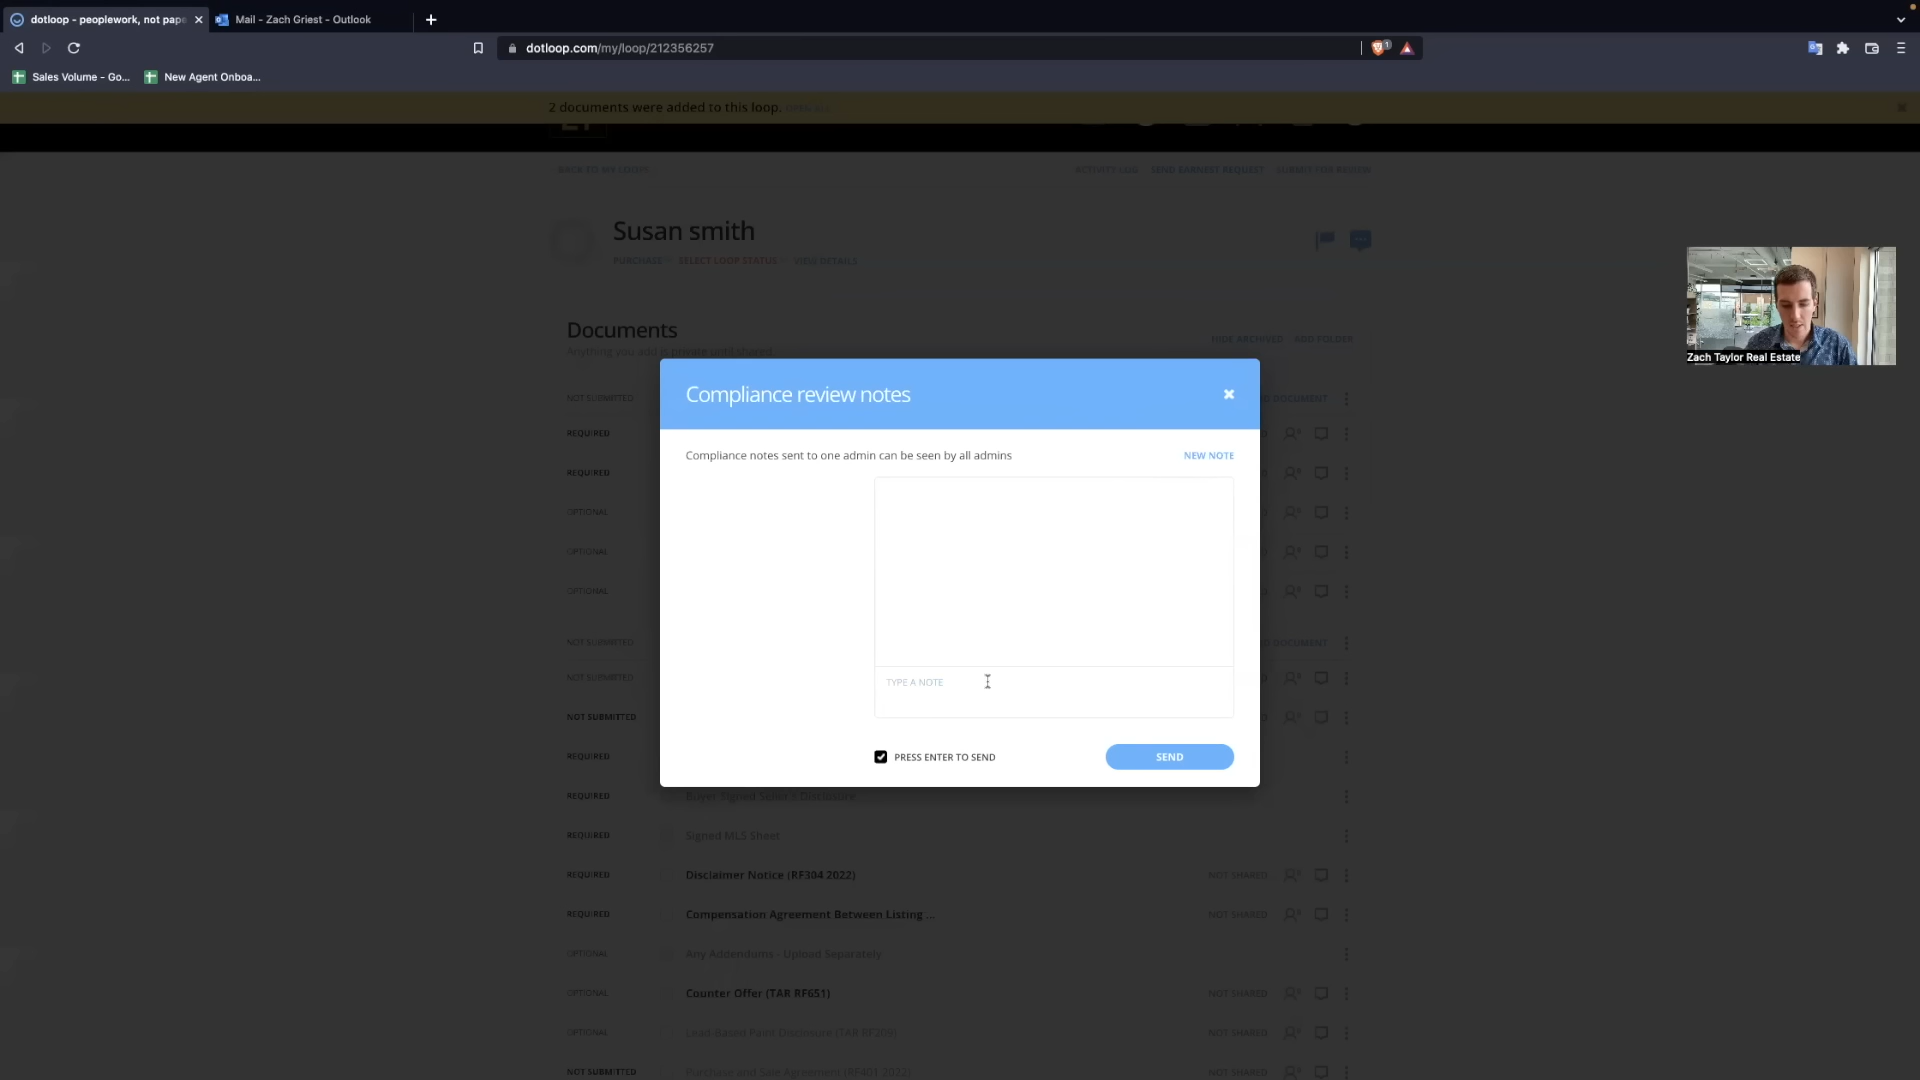 dotloop - peoplework, not pape
Mail - Zach Griest - Outlook
dotloop.com/my/loop/212356257
1
Sales Volume - Go...
New Agent Onboa...
2 documents were added to this loop.
BACK TO MY LOOPS
ACTIVITY LOG
SEND EARNEST REQUEST
SUBMIT FOR REVIEW
Susan smith
PURCHASE
SELECT LOOP STATUS
VIEW DETAILS
Zach Taylor Real Estate
Documents
Anything you add is private until shared.
HIDE ARCHIVED
ADD FOLDER
Compliance review notes
NOT SUBMITTED
DOCUMENT
REQUIRED
Compliance notes sent to one admin can be seen by all admins
NEW NOTE
REQUIRED
OPTIONAL
OPTIONAL
OPTIONAL
NOT SUBMITTED
DOCUMENT
NOT SUBMITTED
TYPE A NOTE
NOT SUBMITTED
REQUIRED
PRESS ENTER TO SEND
SEND
REQUIRED
Buyer Signed Seller's Disclosure
REQUIRED
Signed MLS Sheet
REQUIRED
Disclaimer Notice (RF304 2022)
NOT SHARED
REQUIRED
Compensation Agreement Between Listing ...
NOT SHARED
OPTIONAL
Any Addendums - Upload Separately
OPTIONAL
Counter Offer (TAR RF651)
NOT SHARED
OPTIONAL
Lead-Based Paint Disclosure (TAR RF209)
NOT SHARED
NOT SUBMITTED
Purchase and Sale Agreement (RF401 2022)
NOT SHARED